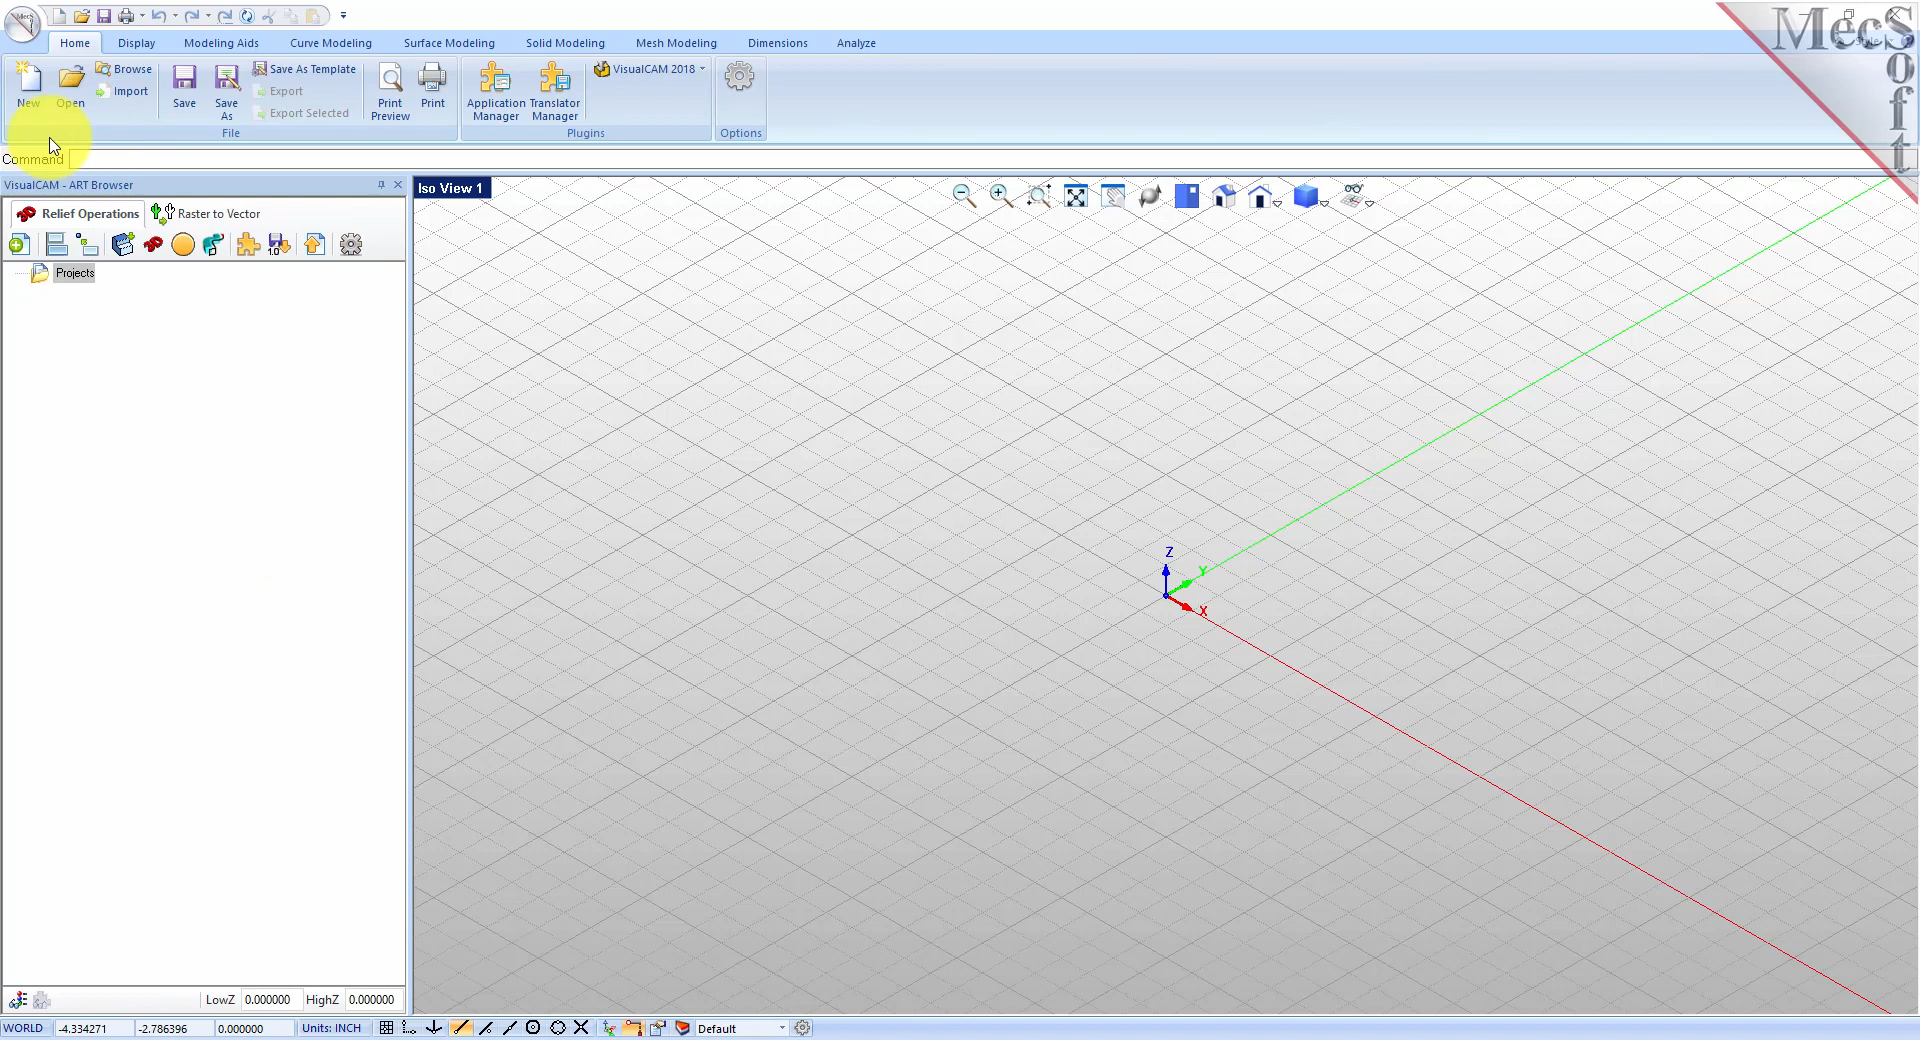 MecSoft
Home Display Modeling Aids Curve Modeling Surface Modeling Solid Modeling Mesh Modeling Dimensions Analyze
New Open Browse Import Save Save As Save As Template Export Export Selected Print Preview Print Application Manager Translator Manager VisualCAM 2018
File Plugins Options
Command
VisualCAM - ART Browser
Iso View 1
Relief Operations Raster to Vector
1.0
Projects
Z
Y
X
LowZ 0.000000 HighZ 0.000000
WORLD -4.334271 -2.786396 0.000000 Units: INCH Default